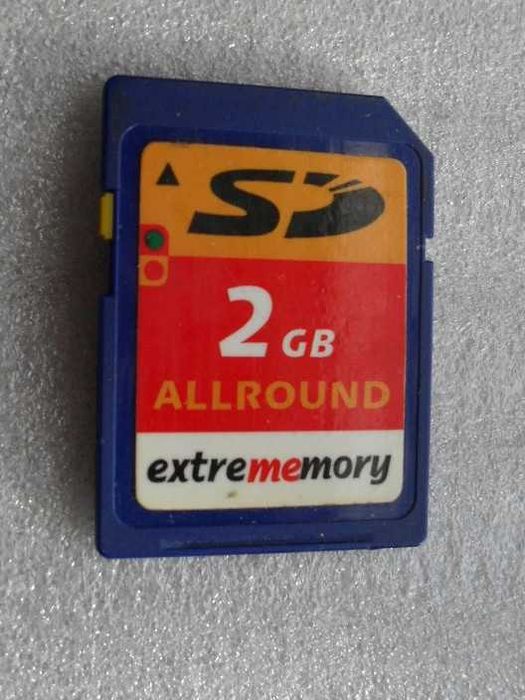 SD
2 GB
ALLROUND
extrememory